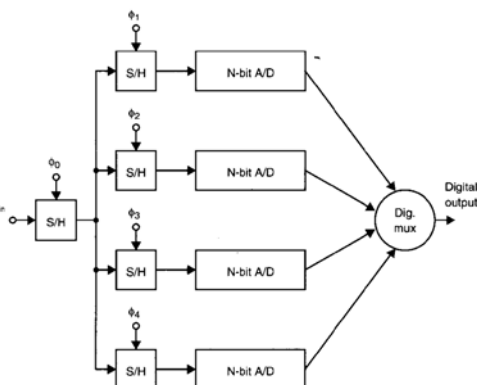 ϕ1
S/H
N-bit A/D
ϕ2
S/H
N-bit A/D
ϕ0
S/H
ϕ3
S/H
N-bit A/D
ϕ4
S/H
N-bit A/D
Dig.
mux
Digital
output